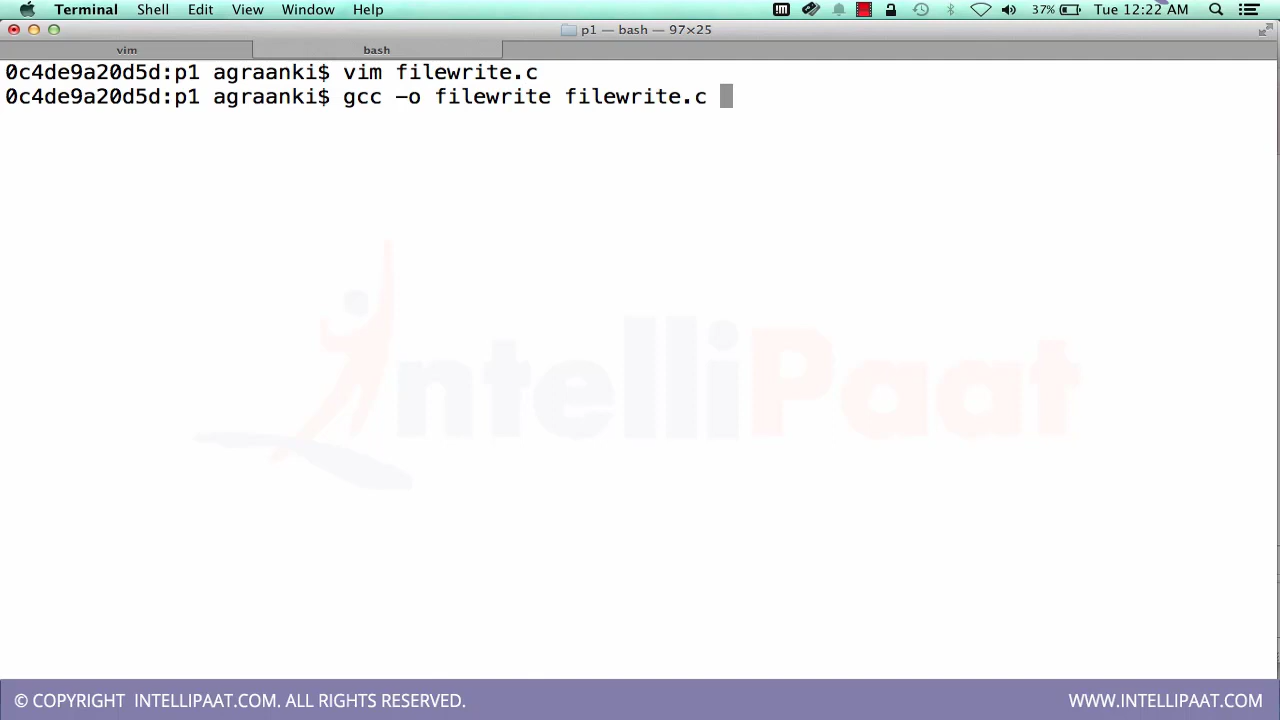 Terminal Shell Edit View Window Help 37% Tue 12:22 AM
p1 — bash — 97×25
vim bash
0c4de9a20d5d:p1 agraanki$ vim filewrite.c
0c4de9a20d5d:p1 agraanki$ gcc -o filewrite filewrite.c
IntelliPaat
© COPYRIGHT INTELLIPAAT.COM. ALL RIGHTS RESERVED. WWW.INTELLIPAAT.COM